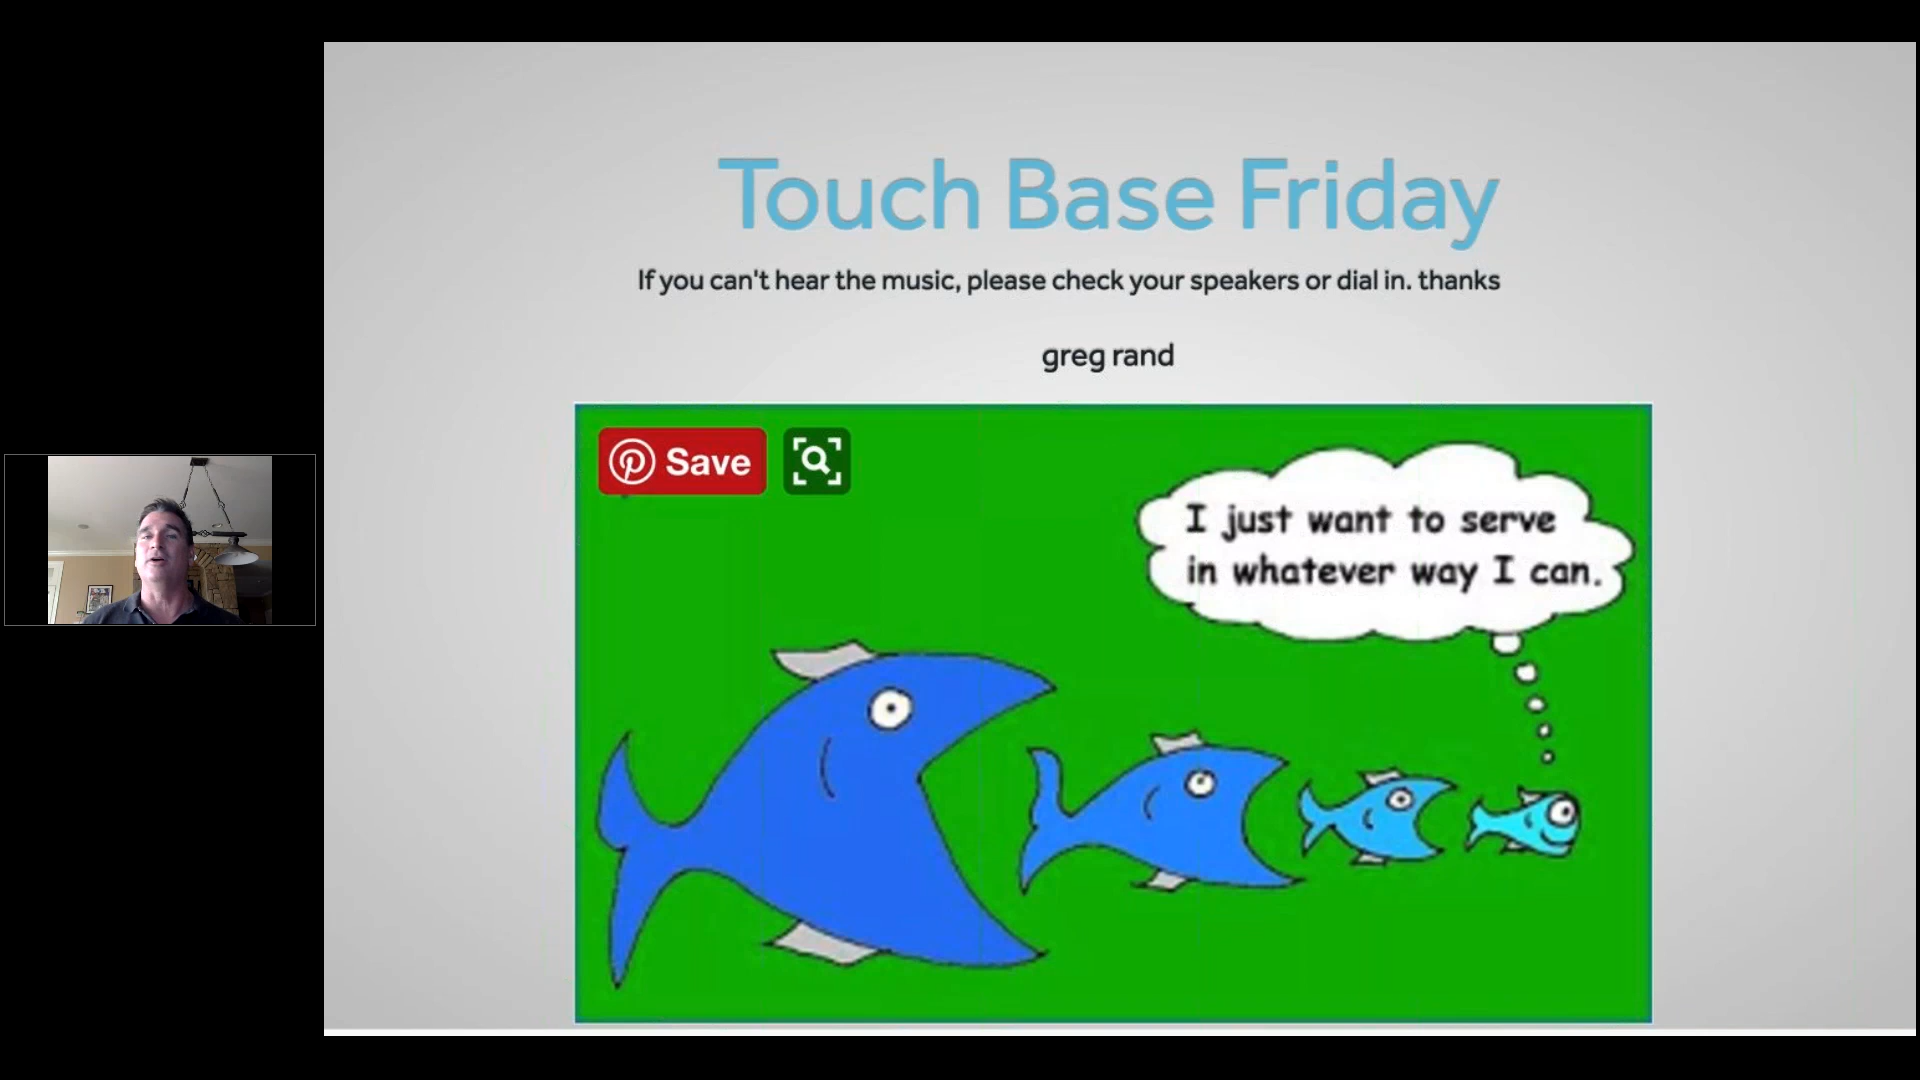 Touch Base Friday
If you can't hear the music, please check your speakers or dial in. thanks
greg rand
Save
I just want to serve
in whatever way I can.